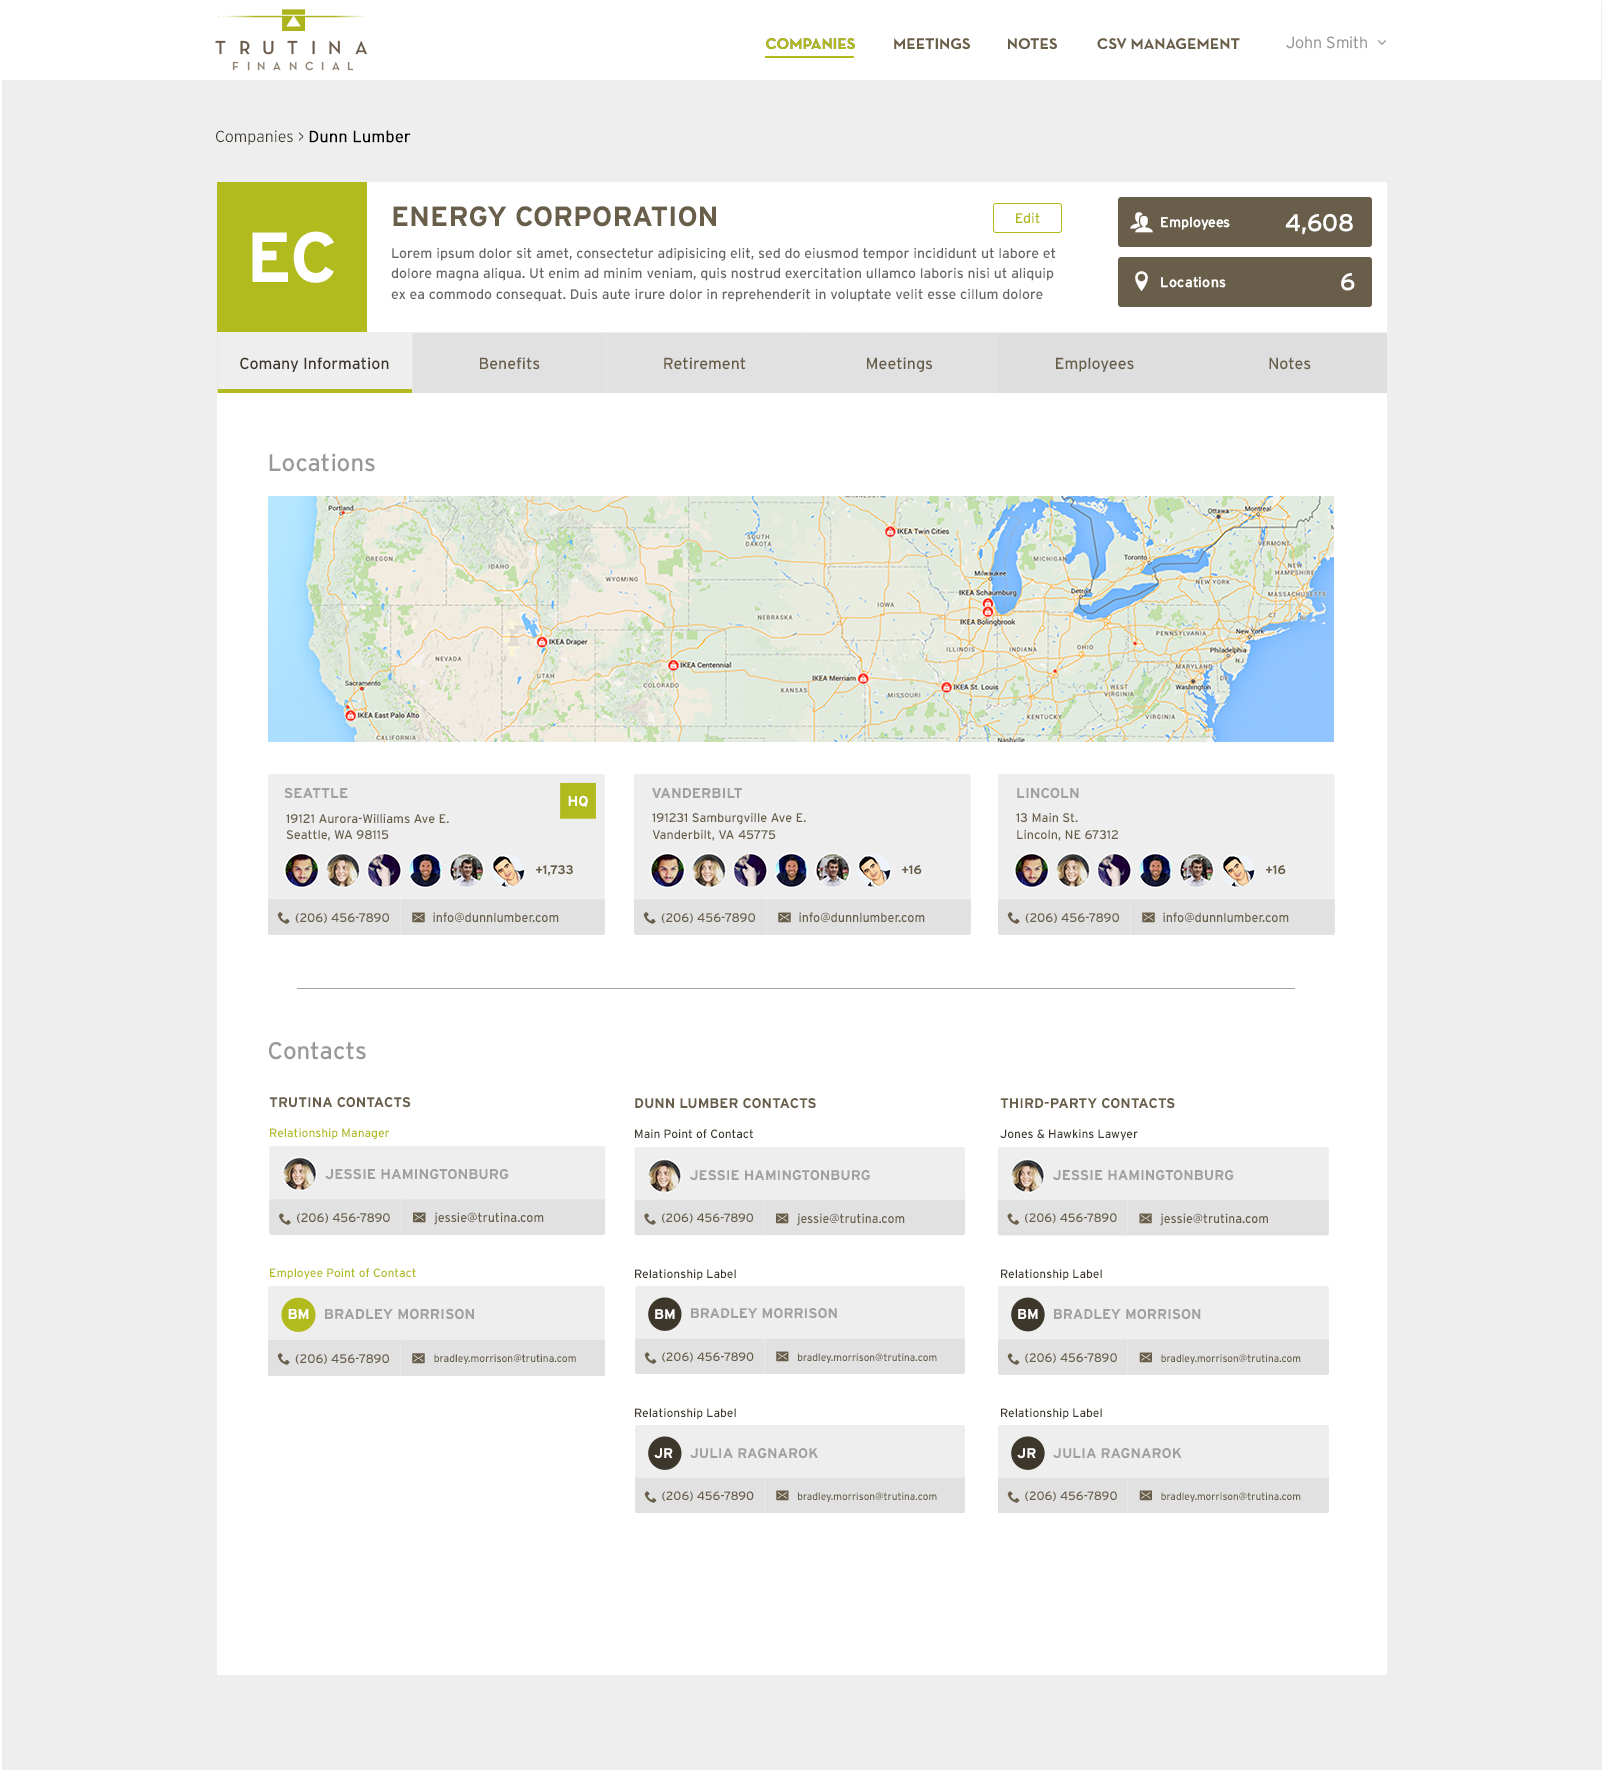 TRUTINA
FINANCIAL
COMPANIES
MEETINGS
NOTES
CSV MANAGEMENT
John Smith
Companies > Dunn Lumber
EC
ENERGY CORPORATION
Edit
Lorem ipsum dolor sit amet, consectetur adipisicing elit, sed do eiusmod tempor incididunt ut labore et
dolore magna aliqua. Ut enim ad minim veniam, quis nostrud exercitation ullamco laboris nisi ut aliquip
ex ea commodo consequat. Duis aute irure dolor in reprehenderit in voluptate velit esse cillum dolore
Employees 4,608
Locations 6
Comany Information
Benefits
Retirement
Meetings
Employees
Notes
Locations
Portland
OREGON
IDAHO
WYOMING
SOUTH
DAKOTA
IKEA Twin Cities
Ottawa
Montreal
VERMONT
NEW
HAMPSHIRE
MASSACHUSETTS
Toronto
NEW YORK
MICHIGAN
Milwaukee
Detroit
IKEA Schaumburg
IKEA Bolingbrook
IOWA
NEBRASKA
IKEA Draper
NEVADA
UTAH
IKEA Centennial
COLORADO
KANSAS
IKEA Merriam
MISSOURI
IKEA St. Louis
ILLINOIS
INDIANA
OHIO
PENNSYLVANIA
New York
Philadelphia
NJ
MARYLAND
Washington
WEST
VIRGINIA
VIRGINIA
KENTUCKY
Nashville
Sacramento
IKEA East Palo Alto
CALIFORNIA
SEATTLE
HQ
19121 Aurora-Williams Ave E.
Seattle, WA 98115
+1,733
(206) 456-7890
info@dunnlumber.com
VANDERBILT
191231 Samburgville Ave E.
Vanderbilt, VA 45775
+16
(206) 456-7890
info@dunnlumber.com
LINCOLN
13 Main St.
Lincoln, NE 67312
+16
(206) 456-7890
info@dunnlumber.com
Contacts
TRUTINA CONTACTS
Relationship Manager
JESSIE HAMINGTONBURG
(206) 456-7890
jessie@trutina.com
Employee Point of Contact
BM
BRADLEY MORRISON
(206) 456-7890
bradley.morrison@trutina.com
DUNN LUMBER CONTACTS
Main Point of Contact
JESSIE HAMINGTONBURG
(206) 456-7890
jessie@trutina.com
Relationship Label
BM
BRADLEY MORRISON
(206) 456-7890
bradley.morrison@trutina.com
Relationship Label
JR
JULIA RAGNAROK
(206) 456-7890
bradley.morrison@trutina.com
THIRD-PARTY CONTACTS
Jones & Hawkins Lawyer
JESSIE HAMINGTONBURG
(206) 456-7890
jessie@trutina.com
Relationship Label
BM
BRADLEY MORRISON
(206) 456-7890
bradley.morrison@trutina.com
Relationship Label
JR
JULIA RAGNAROK
(206) 456-7890
bradley.morrison@trutina.com